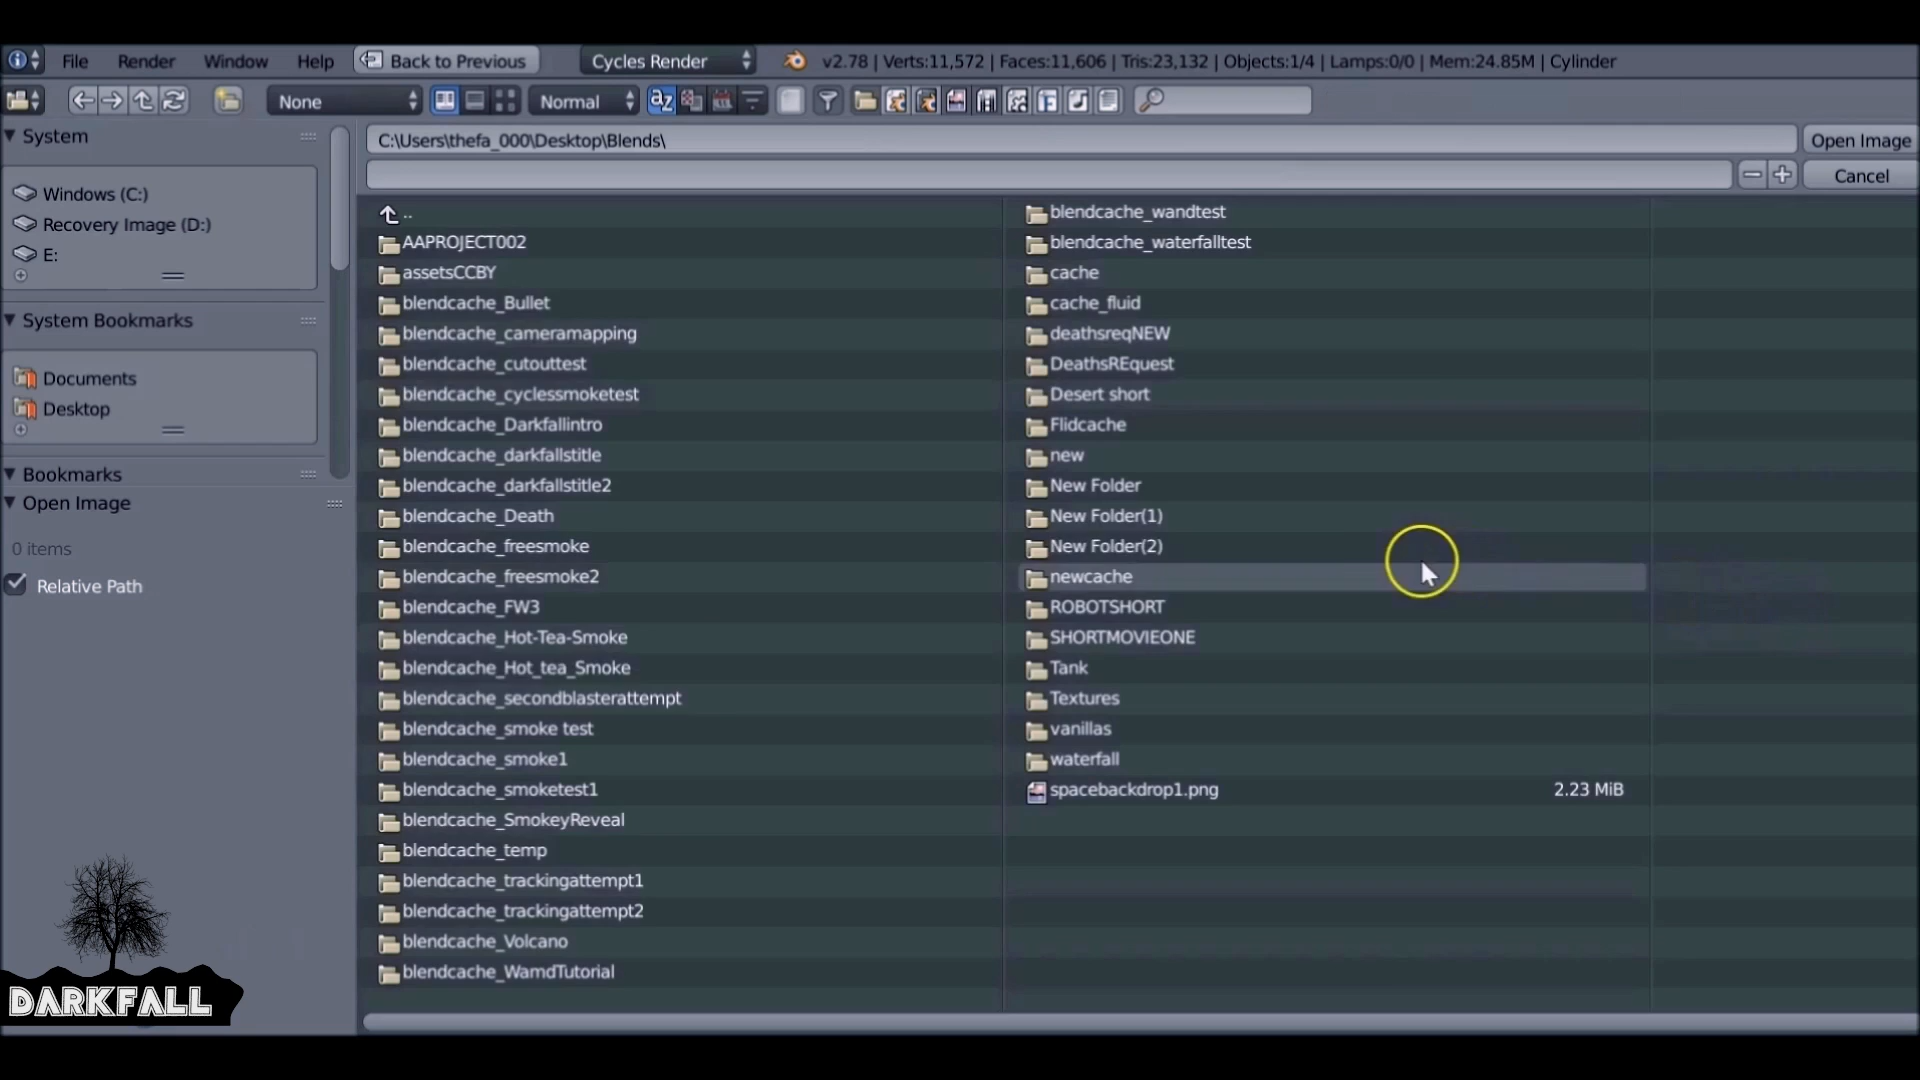 File Render Window Help Back to Previous Cycles Render v2.78 | Verts:11,572 | Faces:11,606 | Tris:23,132 | Objects:1/4 | Lamps:0/0 | Mem:24.85M | Cylinder
None Normal
System
Windows (C:)
Recovery Image (D:)
E:
System Bookmarks
Documents
Desktop
Bookmarks
Open Image
0 items
Relative Path
C:\Users\thefa_000\Desktop\Blends\ Open Image
Cancel
..
AAPROJECT002
assetsCCBY
blendcache_Bullet
blendcache_cameramapping
blendcache_cutouttest
blendcache_cyclessmoketest
blendcache_Darkfallintro
blendcache_darkfallstitle
blendcache_darkfallstitle2
blendcache_Death
blendcache_freesmoke
blendcache_freesmoke2
blendcache_FW3
blendcache_Hot-Tea-Smoke
blendcache_Hot_tea_Smoke
blendcache_secondblasterattempt
blendcache_smoke test
blendcache_smoke1
blendcache_smoketest1
blendcache_SmokeyReveal
blendcache_temp
blendcache_trackingattempt1
blendcache_trackingattempt2
blendcache_Volcano
blendcache_WamdTutorial
blendcache_wandtest
blendcache_waterfalltest
cache
cache_fluid
deathsreqNEW
DeathsREquest
Desert short
Flidcache
new
New Folder
New Folder(1)
New Folder(2)
newcache
ROBOTSHORT
SHORTMOVIEONE
Tank
Textures
vanillas
waterfall
spacebackdrop1.png 2.23 MiB
DARKFALL